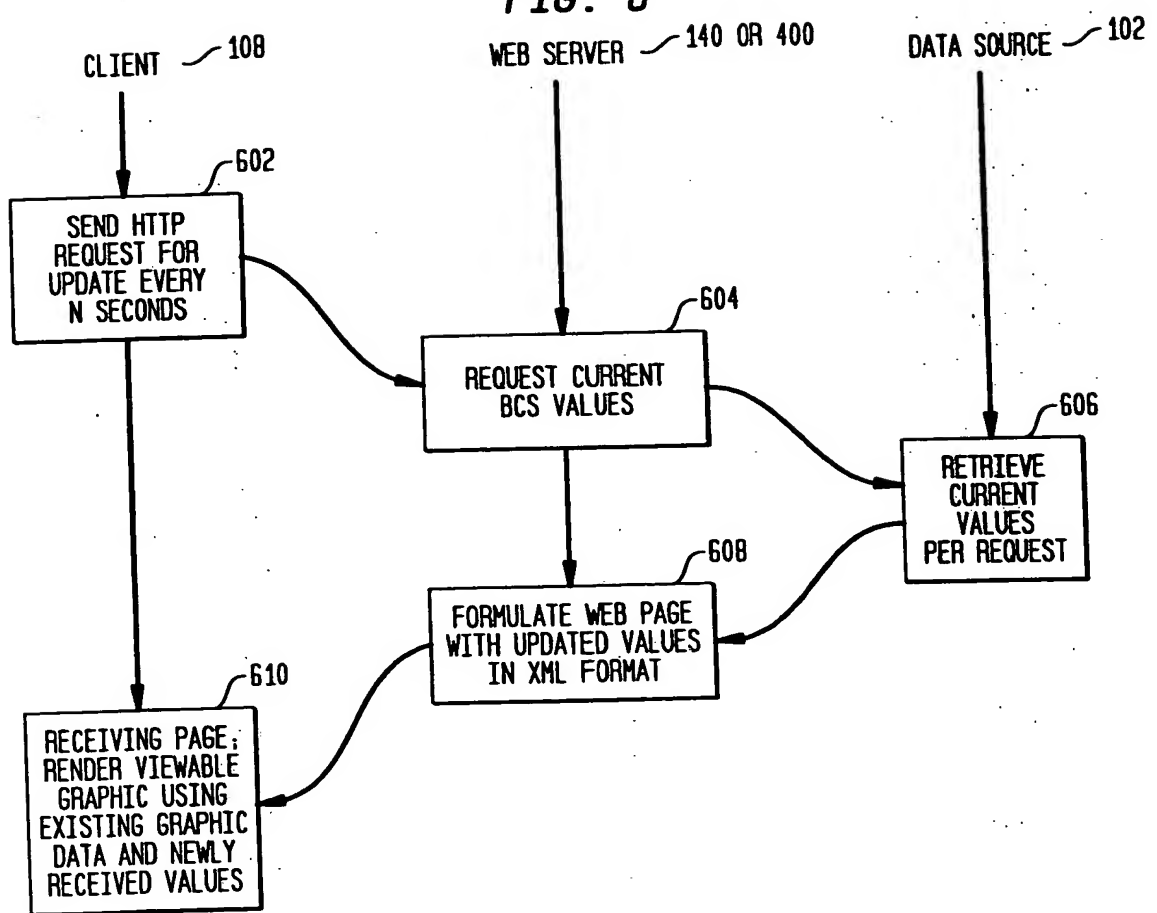 FIG. 6
CLIENT 108
WEB SERVER 140 OR 400
DATA SOURCE 102
602
SEND HTTP
REQUEST FOR
UPDATE EVERY
N SECONDS
604
REQUEST CURRENT
BCS VALUES
606
RETRIEVE
CURRENT
VALUES
PER REQUEST
608
FORMULATE WEB PAGE
WITH UPDATED VALUES
IN XML FORMAT
610
RECEIVING PAGE;
RENDER VIEWABLE
GRAPHIC USING
EXISTING GRAPHIC
DATA AND NEWLY
RECEIVED VALUES